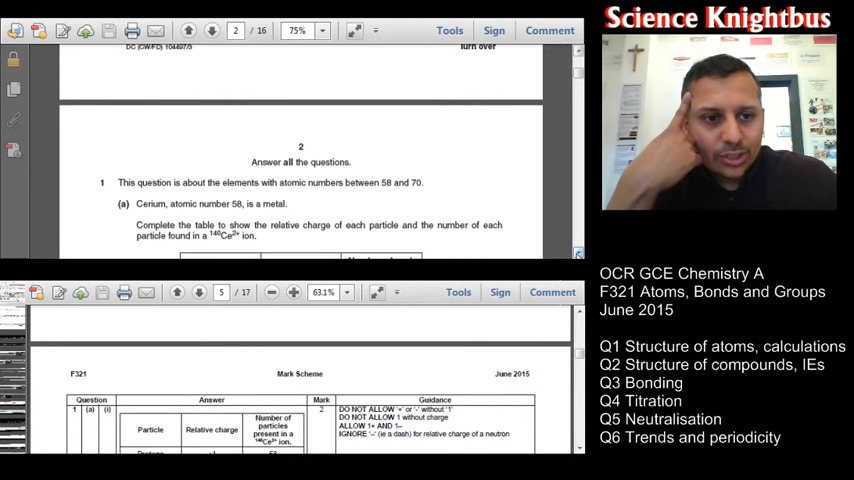 Science Knightbus
2 / 16
75%
Tools
Sign
Comment
DC (CW/FD) 104497/3
Turn over
2
Answer all the questions.
1 This question is about the elements with atomic numbers between 58 and 70.
(a) Cerium, atomic number 58, is a metal.
Complete the table to show the relative charge of each particle and the number of each
particle found in a ¹⁴⁰Ce²⁺ ion.
5 / 17
63.1%
Tools
Sign
Comment
F321
Mark Scheme
June 2015
Question
Answer
Mark
Guidance
1 (a) (i)
Particle
Relative charge
Number of
particles
present in a
¹⁴⁰Ce²⁺ ion.
2
DO NOT ALLOW '+' or '-' without '1'
DO NOT ALLOW 1 without charge
ALLOW 1+ AND 1–
IGNORE '–' (ie a dash) for relative charge of a neutron
Protons
+1
58
OCR GCE Chemistry A
F321 Atoms, Bonds and Groups
June 2015
Q1 Structure of atoms, calculations
Q2 Structure of compounds, IEs
Q3 Bonding
Q4 Titration
Q5 Neutralisation
Q6 Trends and periodicity